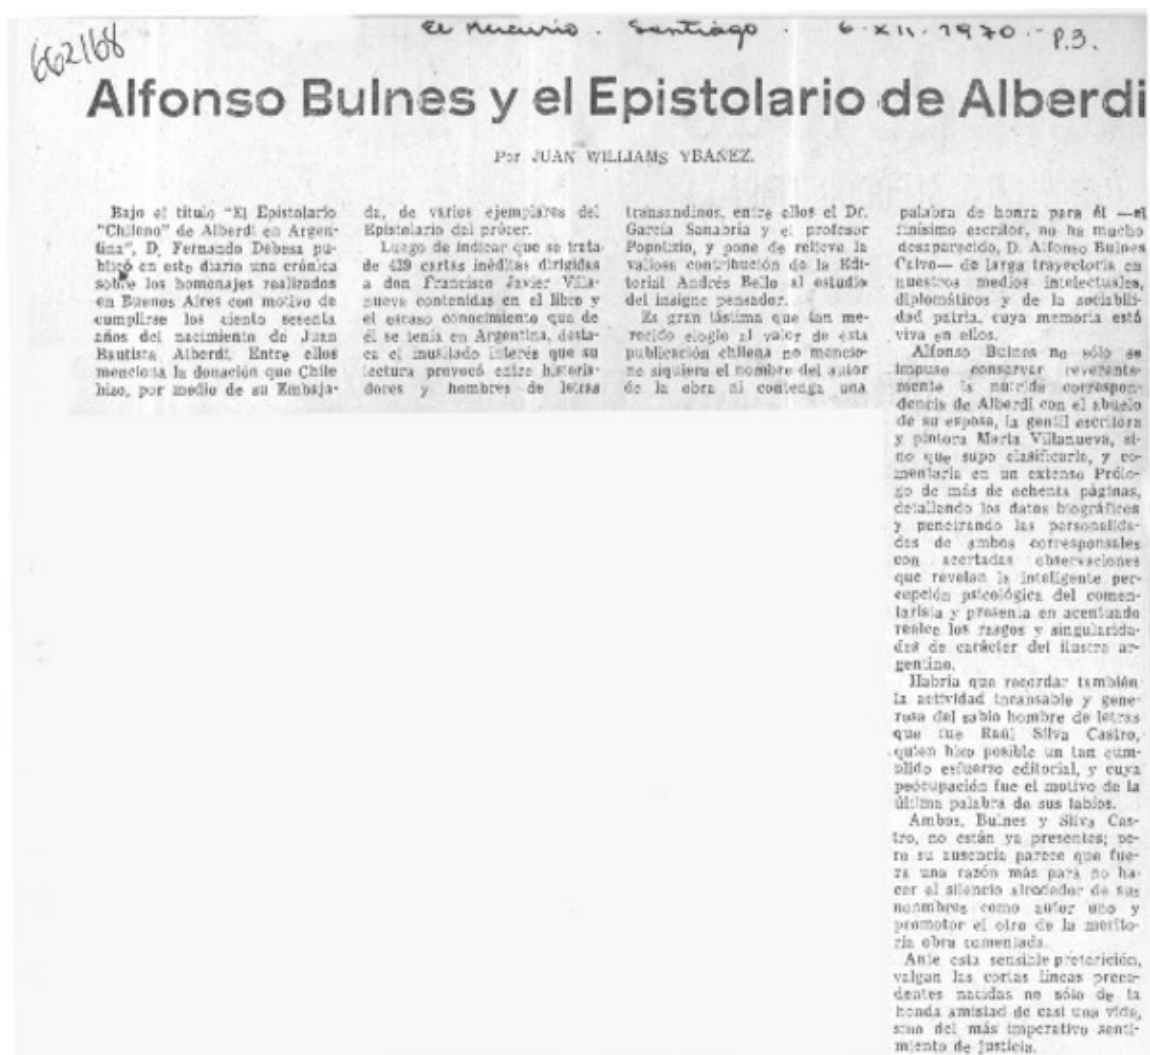 662168
El Mercurio. Santiago. 6-XII-1970.- p.3.
Alfonso Bulnes y el Epistolario de Alberdi
Por JUAN WILLIAMS YBAÑEZ.
Bajo el título "El Epistolario
"Chileno" de Alberdi en Argen-
tina", D. Fernando Debesa pu-
blicó en este diario una crónica
sobre los homenajes realizados
en Buenos Aires con motivo de
cumplirse los ciento sesenta
años del nacimiento de Juan
Bautista Alberdi. Entre ellos
menciona la donación que Chile
hizo, por medio de su Embaja-
da, de varios ejemplares del
Epistolario del prócer.
Luego de indicar que se trata
de 429 cartas inéditas dirigidas
a don Francisco Javier Villa-
nueva contenidas en el libro y
el escaso conocimiento que de
él se tenía en Argentina, desta-
ca el inusitado interés que su
lectura provocó entre historia-
dores y hombres de letras
transandinos, entre ellos el Dr.
García Sanabria y el profesor
Popolizio, y pone de relieve la
valiosa contribución de la Edi-
torial Andrés Bello al estudio
del insigne pensador.
Es gran lástima que tan me-
recido elogio al valor de esta
publicación chilena no mencio-
ne siquiera el nombre del autor
de la obra ni contenga una
palabra de honra para él —el
finísimo escritor, no ha mucho
desaparecido, D. Alfonso Bulnes
Calvo— de larga trayectoria en
nuestros medios intelectuales,
diplomáticos y de la sociabili-
dad patria, cuya memoria está
viva en ellos.
Alfonso Bulnes no sólo se
impuso conservar reverente-
mente la nutrida correspon-
dencia de Alberdi con el abuelo
de su esposa, la gentil escritora
y pintora María Villanueva, si-
no que supo clasificarla, y co-
mentarla en un extenso Prólo-
go de más de ochenta páginas,
detallando los datos biográficos
y penetrando las personalida-
des de ambos corresponsales
con acertadas observaciones
que revelan la inteligente per-
cepción psicológica del comen-
tarista y presenta en acentuado
realce los rasgos y singularida-
des de carácter del ilustre ar-
gentino.
Habría que recordar también
la actividad incansable y gene-
rosa del sabio hombre de letras
que fue Raúl Silva Castro,
quien hizo posible un tan cum-
plido esfuerzo editorial, y cuya
peocupación fue el motivo de la
última palabra de sus labios.
Ambos, Bulnes y Silva Cas-
tro, no están ya presentes; pe-
ro su ausencia parece que fue-
ra una razón más para no ha-
cer el silencio alrededor de sus
nonmbres como autor uno y
promotor el otro de la merito-
ria obra comentada.
Ante esta sensible preterición,
valgan las cortas líneas prece-
dentes nacidas no sólo de la
honda amistad de casi una vida,
sino del más imperativo senti-
miento de justicia.